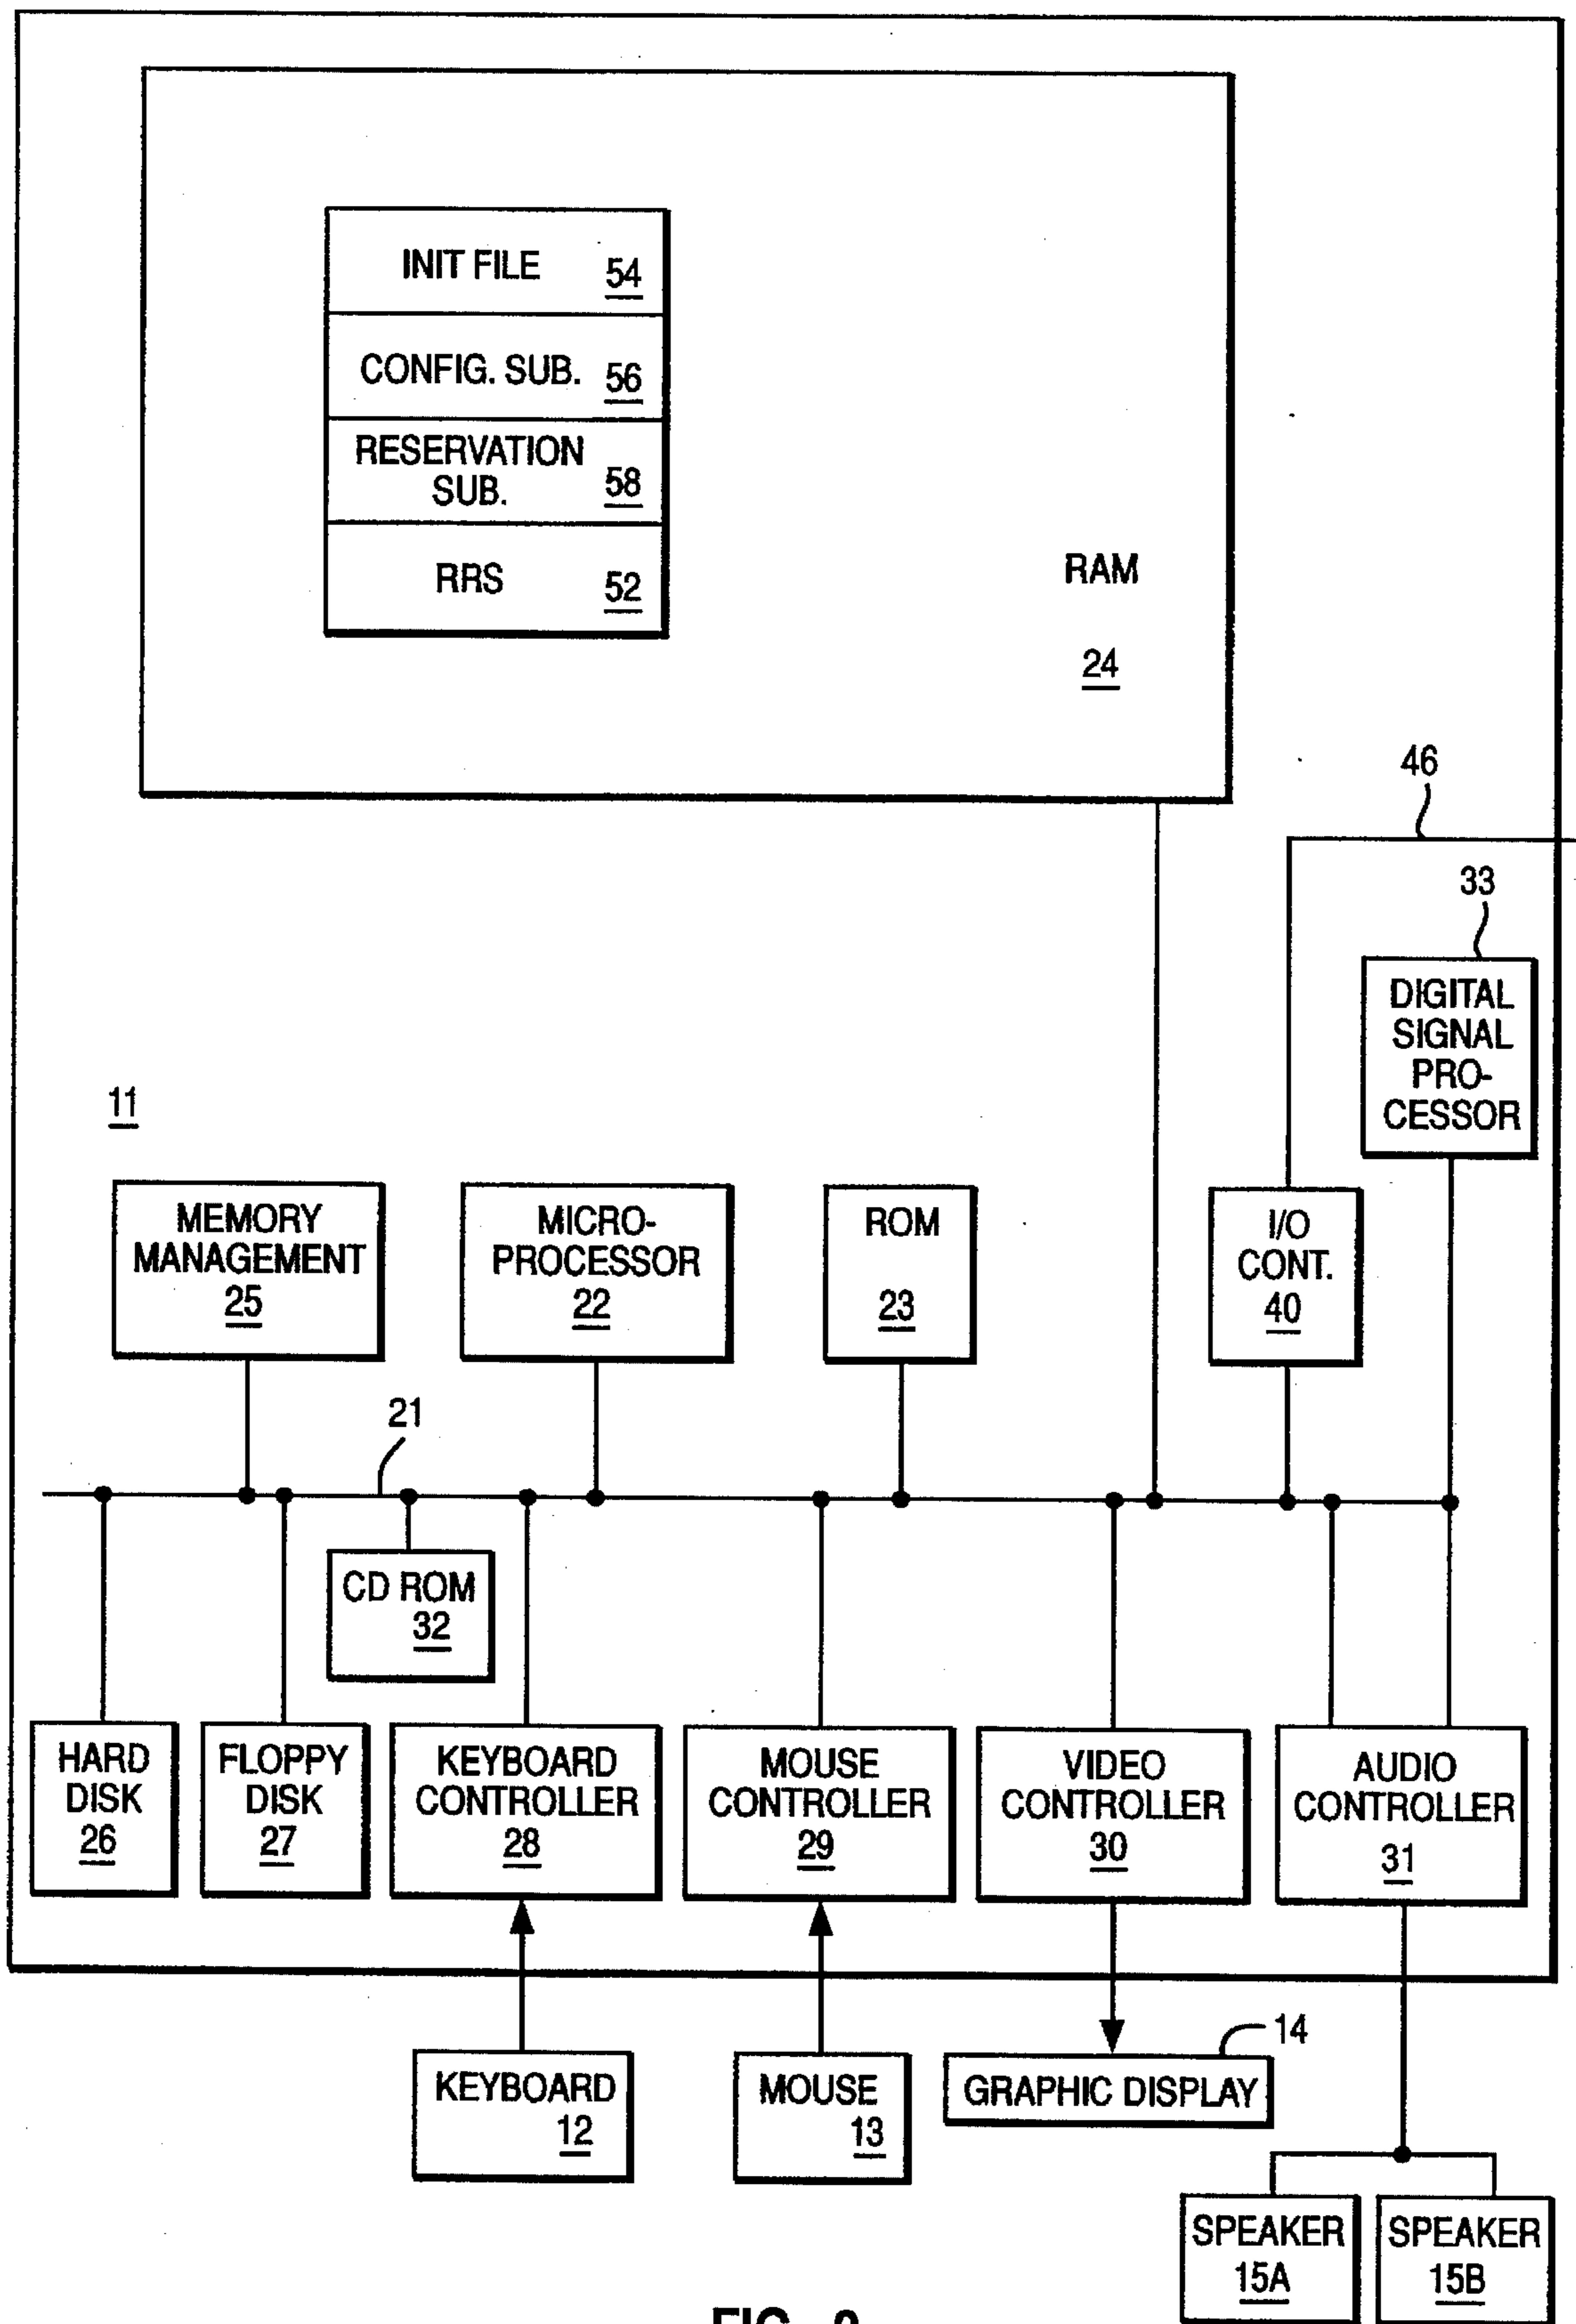 INIT FILE 54
CONFIG. SUB. 56
RESERVATION
SUB. 58
RRS 52
RAM
24
46
33
DIGITAL
SIGNAL
PRO-
CESSOR
11
MEMORY
MANAGEMENT
25
MICRO-
PROCESSOR
22
ROM
23
I/O
CONT.
40
21
CD ROM
32
HARD
DISK
26
FLOPPY
DISK
27
KEYBOARD
CONTROLLER
28
MOUSE
CONTROLLER
29
VIDEO
CONTROLLER
30
AUDIO
CONTROLLER
31
KEYBOARD
12
MOUSE
13
14
GRAPHIC DISPLAY
SPEAKER
15A
SPEAKER
15B